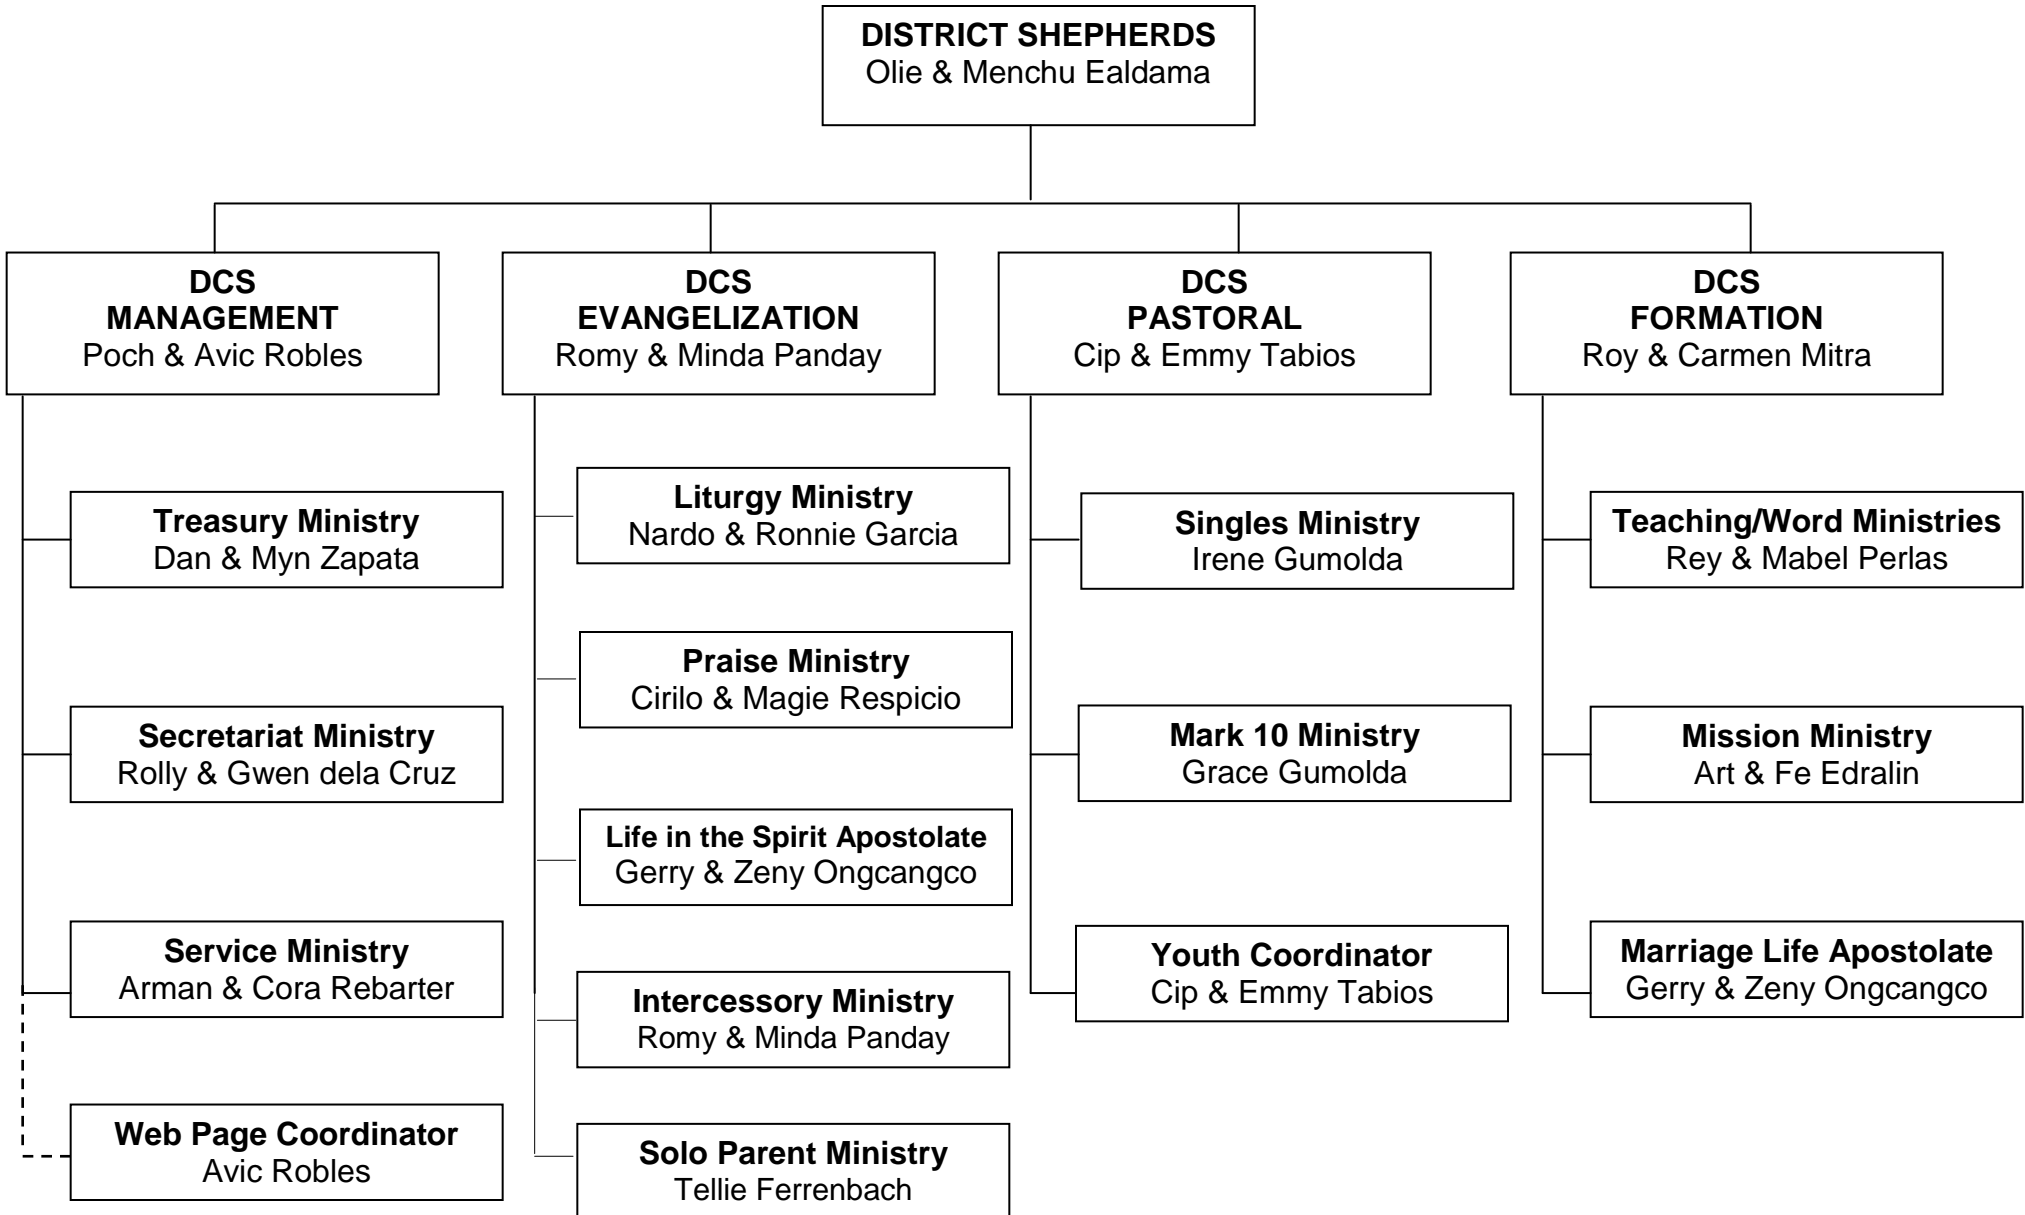 DISTRICT SHEPHERDS
Olie & Menchu Ealdama
DCS
MANAGEMENT
Poch & Avic Robles
DCS
EVANGELIZATION
Romy & Minda Panday
DCS
PASTORAL
Cip & Emmy Tabios
DCS
FORMATION
Roy & Carmen Mitra
Treasury Ministry
Dan & Myn Zapata
Secretariat Ministry
Rolly & Gwen dela Cruz
Service Ministry
Arman & Cora Rebarter
Web Page Coordinator
Avic Robles
Liturgy Ministry
Nardo & Ronnie Garcia
Praise Ministry
Cirilo & Magie Respicio
Life in the Spirit Apostolate
Gerry & Zeny Ongcangco
Intercessory Ministry
Romy & Minda Panday
Solo Parent Ministry
Tellie Ferrenbach
Singles Ministry
Irene Gumolda
Mark 10 Ministry
Grace Gumolda
Youth Coordinator
Cip & Emmy Tabios
Teaching/Word Ministries
Rey & Mabel Perlas
Mission Ministry
Art & Fe Edralin
Marriage Life Apostolate
Gerry & Zeny Ongcangco